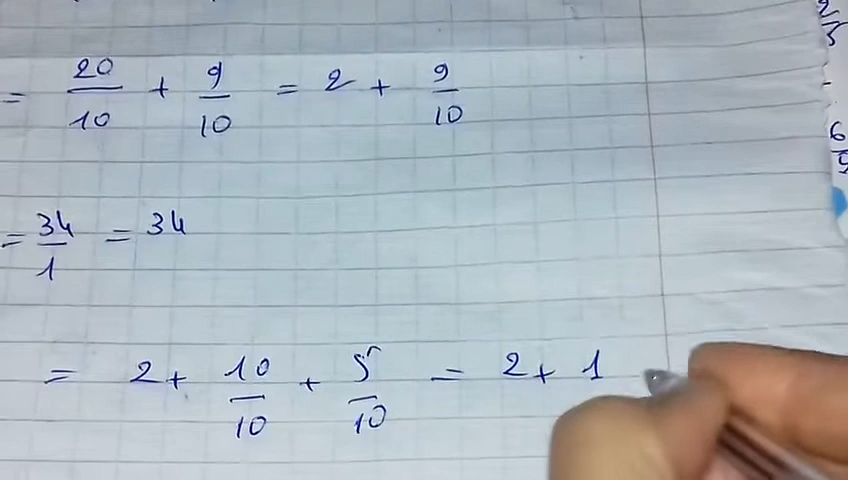 = 20/10 + 9/10 = 2 + 9/10
= 34/1 = 34
= 2 + 10/10 + 5/10 = 2 + 1